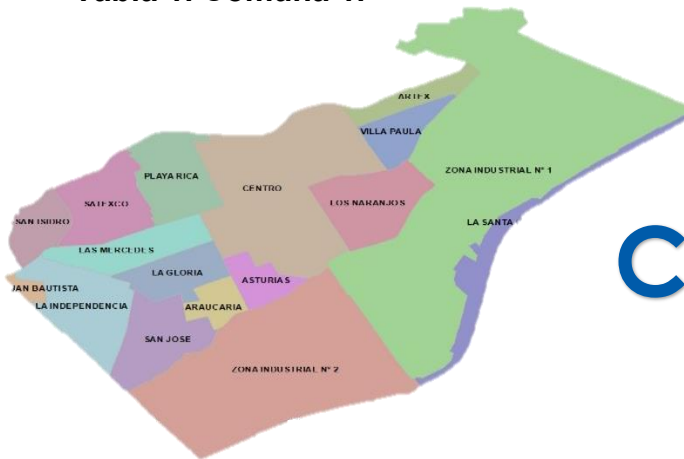 ARTEX
VILLA PAULA
ZONA INDUSTRIAL N° 1
PLAYA RICA
CENTRO
SATEXCO
LOS NARANJOS
SAN ISIDRO
LA SANTA
LAS MERCEDES
LA GLORIA
ASTURIAS
JAN BAUTISTA
LA INDEPENDENCIA
ARAUCARIA
SAN JOSE
ZONA INDUSTRIAL N° 2
C